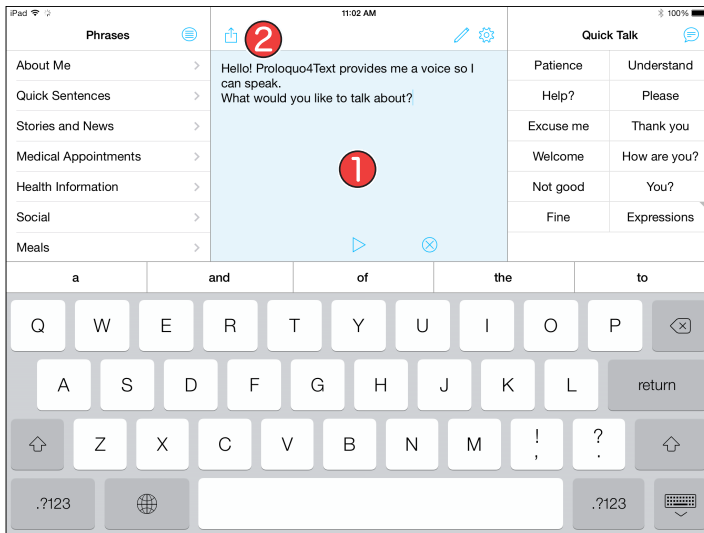 iPad 11:02 AM 100%
Phrases
2
Quick Talk
About Me
Quick Sentences
Stories and News
Medical Appointments
Health Information
Social
Meals
Hello! Proloquo4Text provides me a voice so I
can speak.
What would you like to talk about?
1
Patience Understand
Help? Please
Excuse me Thank you
Welcome How are you?
Not good You?
Fine Expressions
a and of the to
Q W E R T Y U I O P
A S D F G H J K L return
Z X C V B N M ! , ? .
.?123 .?123